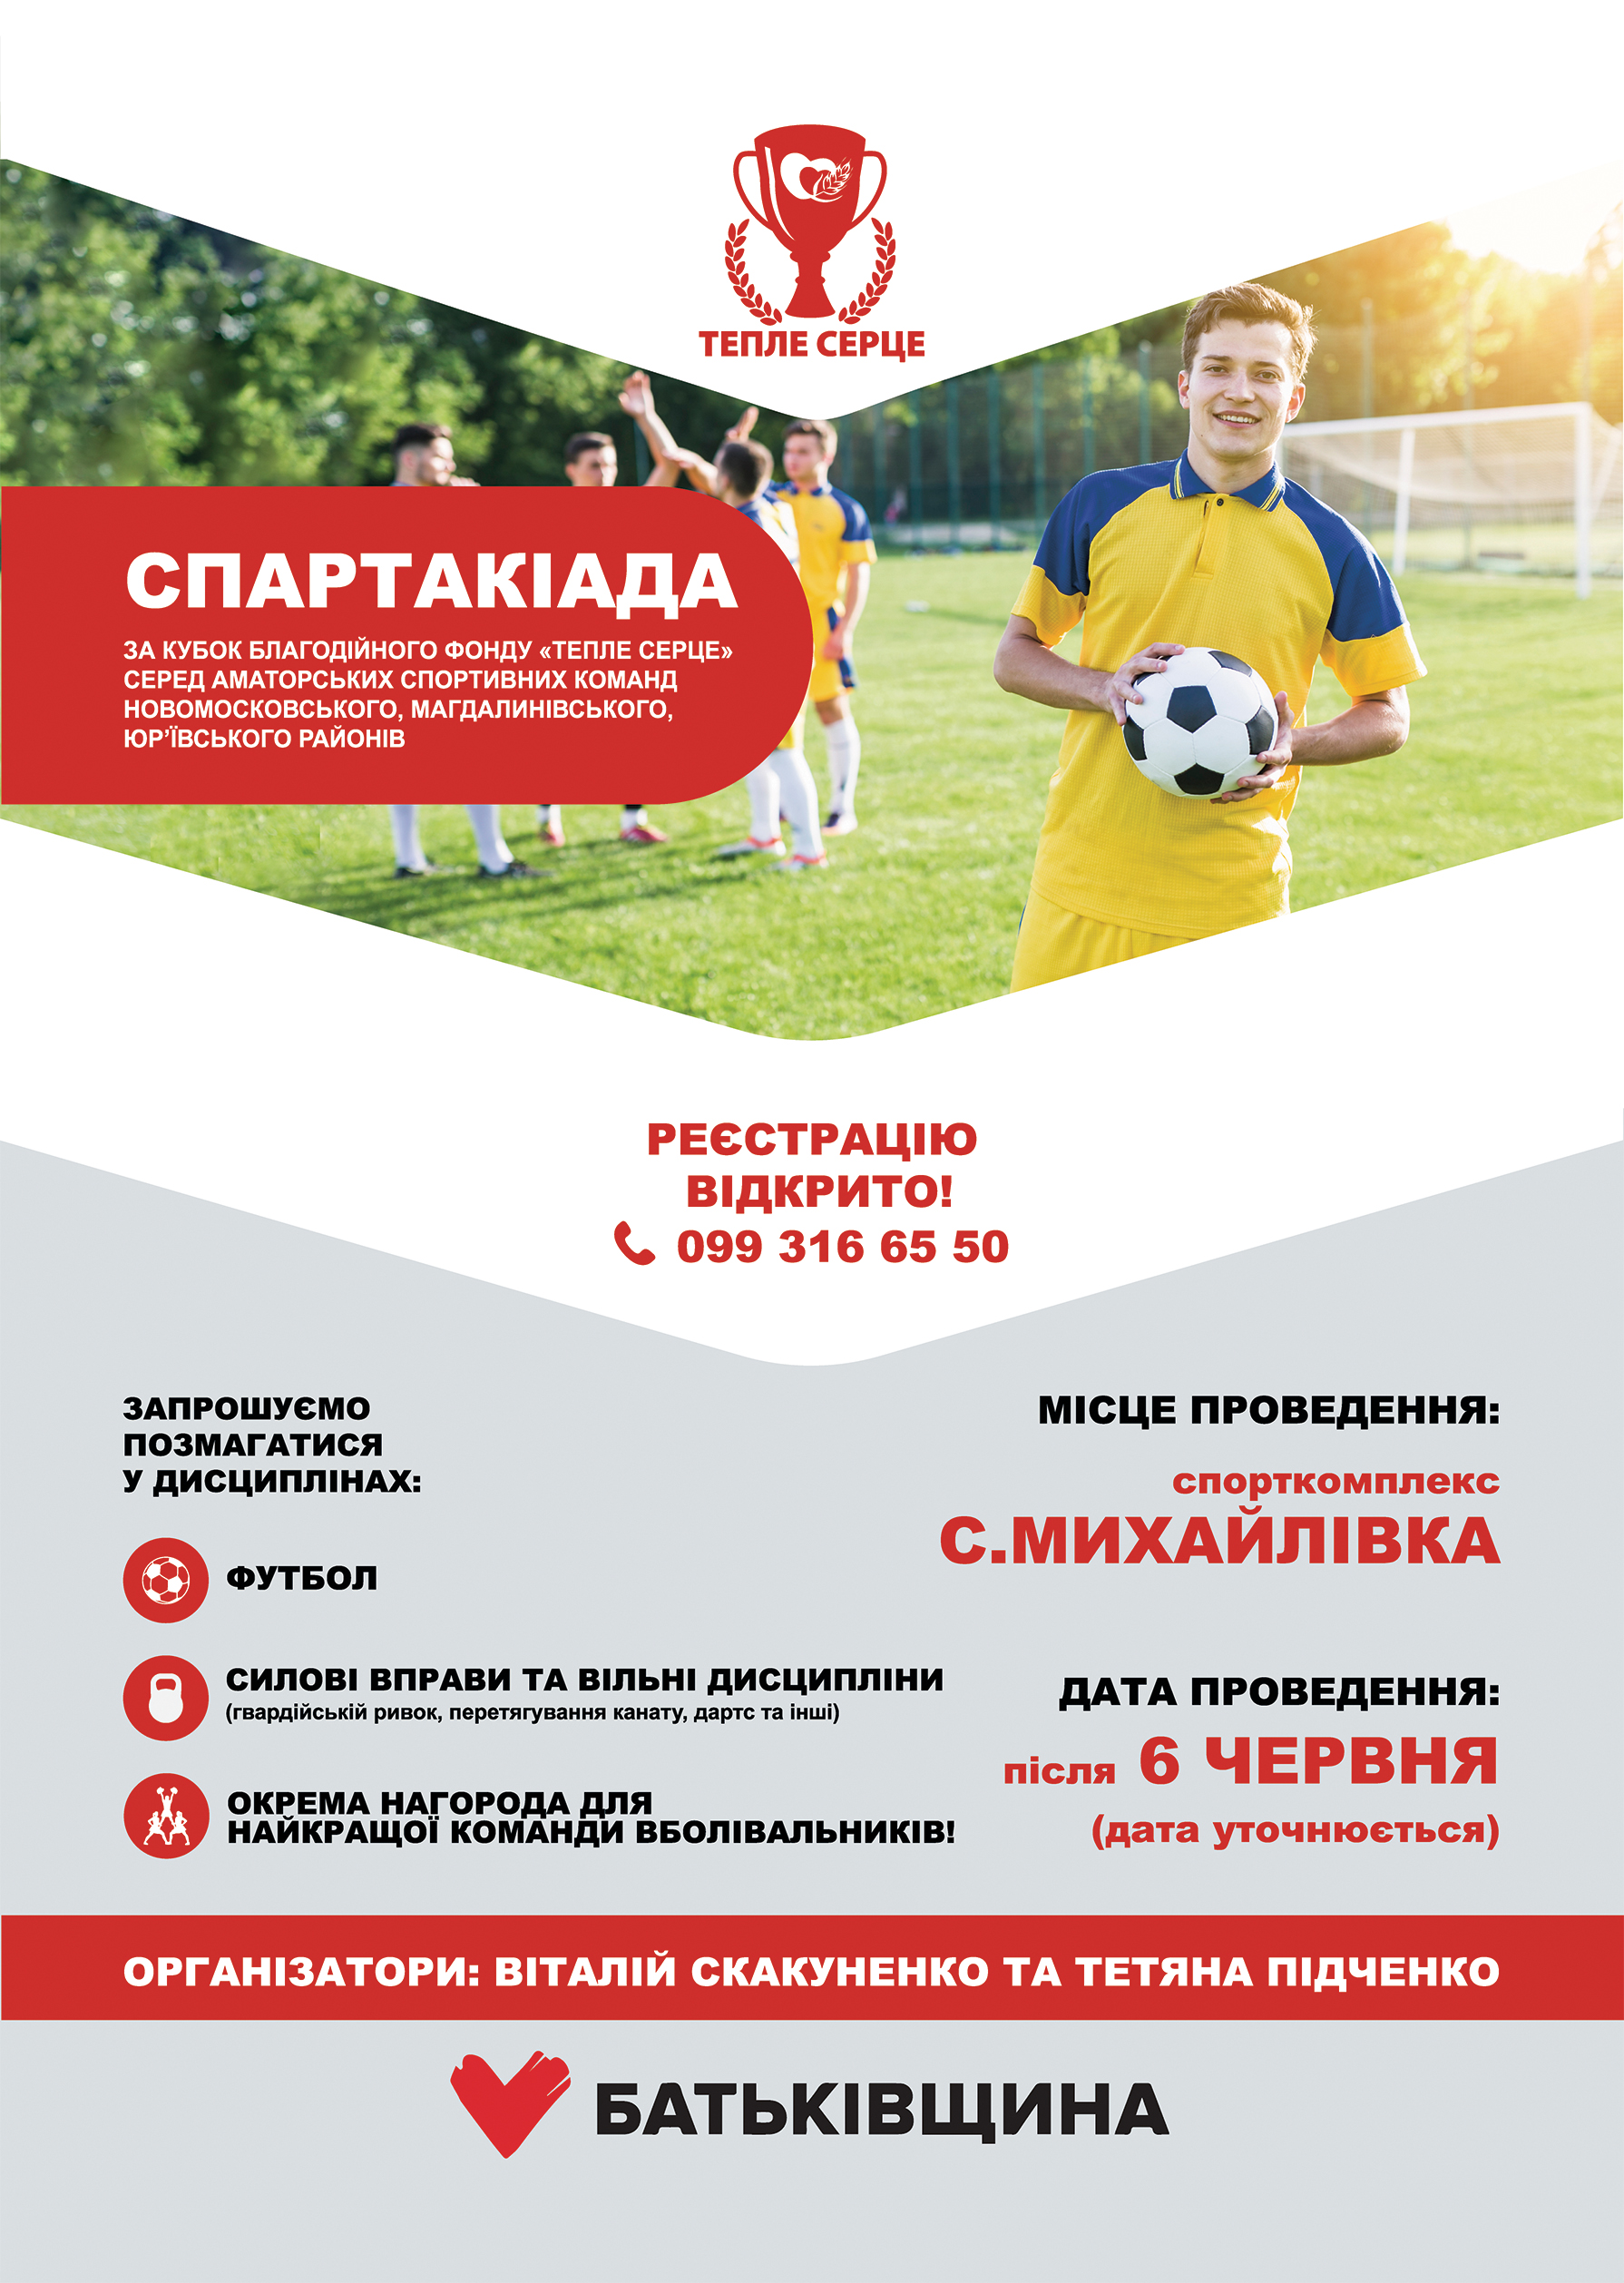 ТЕПЛЕ СЕРЦЕ
СПАРТАКІАДА
ЗА КУБОК БЛАГОДІЙНОГО ФОНДУ «ТЕПЛЕ СЕРЦЕ»
СЕРЕД АМАТОРСЬКИХ СПОРТИВНИХ КОМАНД
НОВОМОСКОВСЬКОГО, МАГДАЛИНІВСЬКОГО,
ЮР’ЇВСЬКОГО РАЙОНІВ
РЕЄСТРАЦІЮ
ВІДКРИТО!
099 316 65 50
ЗАПРОШУЄМО
ПОЗМАГАТИСЯ
У ДИСЦИПЛІНАХ:
ФУТБОЛ
СИЛОВІ ВПРАВИ ТА ВІЛЬНІ ДИСЦИПЛІНИ
(гвардійській ривок, перетягування канату, дартс та інші)
ОКРЕМА НАГОРОДА ДЛЯ
НАЙКРАЩОЇ КОМАНДИ ВБОЛІВАЛЬНИКІВ!
МІСЦЕ ПРОВЕДЕННЯ:
спорткомплекс
С.МИХАЙЛІВКА
ДАТА ПРОВЕДЕННЯ:
після 6 ЧЕРВНЯ
(дата уточнюється)
ОРГАНІЗАТОРИ: ВІТАЛІЙ СКАКУНЕНКО ТА ТЕТЯНА ПІДЧЕНКО
БАТЬКІВЩИНА